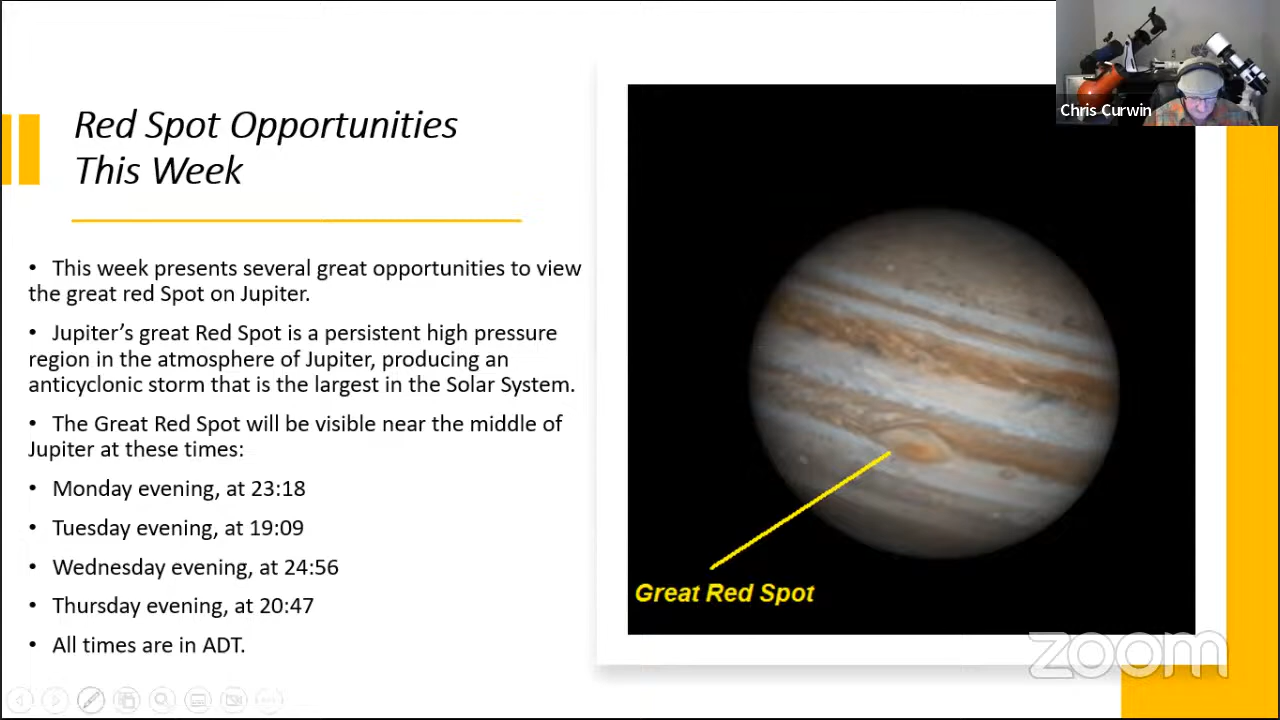 Chris Curwin
Red Spot Opportunities
This Week
• This week presents several great opportunities to view
the great red Spot on Jupiter.
• Jupiter’s great Red Spot is a persistent high pressure
region in the atmosphere of Jupiter, producing an
anticyclonic storm that is the largest in the Solar System.
• The Great Red Spot will be visible near the middle of
Jupiter at these times:
• Monday evening, at 23:18
• Tuesday evening, at 19:09
• Wednesday evening, at 24:56
• Thursday evening, at 20:47
• All times are in ADT.
Great Red Spot
zoom